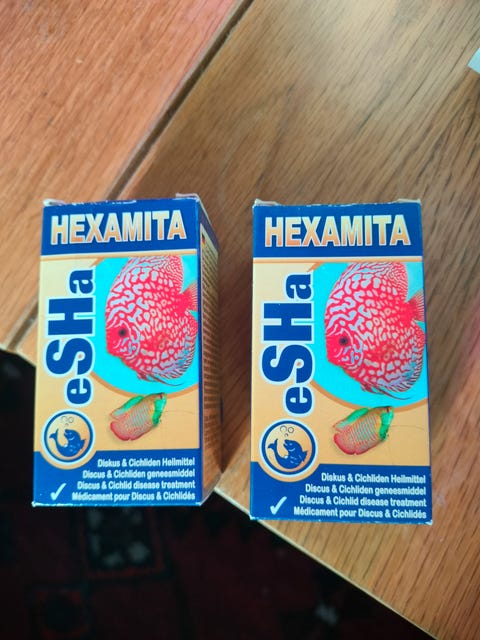 HEXAMITA
eSHa
Diskus & Cichliden Heilmittel
Discus & Cichliden geneesmiddel
Discus & Cichlid disease treatment
Médicament pour Discus & Cichlidés
HEXAMITA
eSHa
Diskus & Cichliden Heilmittel
Discus & Cichliden geneesmiddel
Discus & Cichlid disease treatment
Médicament pour Discus & Cichlidés